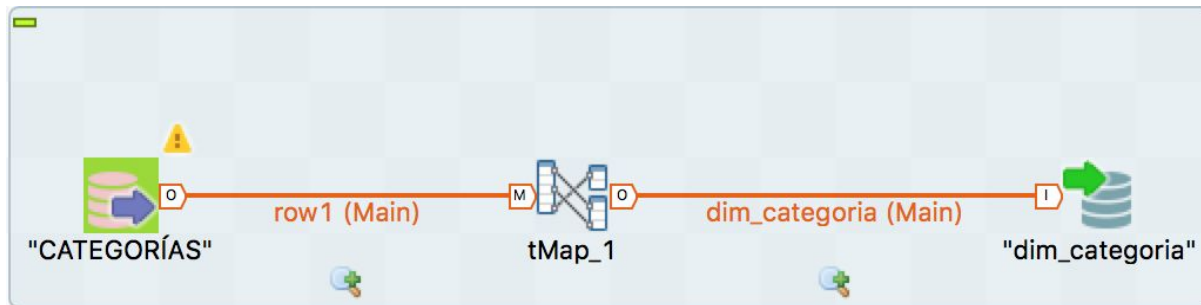 O
row1 (Main)
M
O
dim_categoria (Main)
I
"CATEGORÍAS"
tMap_1
"dim_categoria"